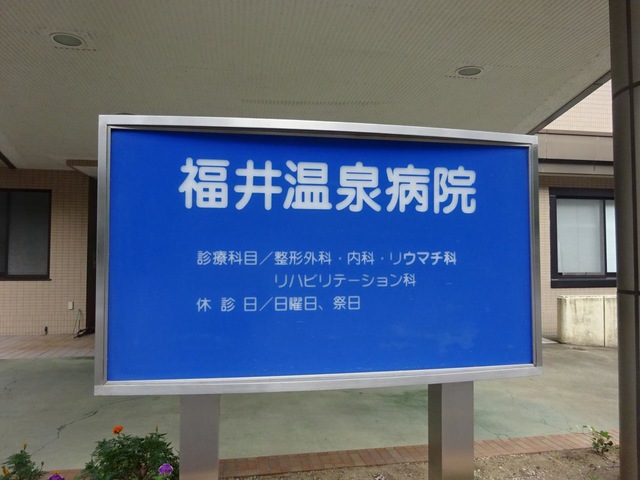 福井温泉病院
診療科目／整形外科・内科・リウマチ科
リハビリテーション科
休診日／日曜日、祭日